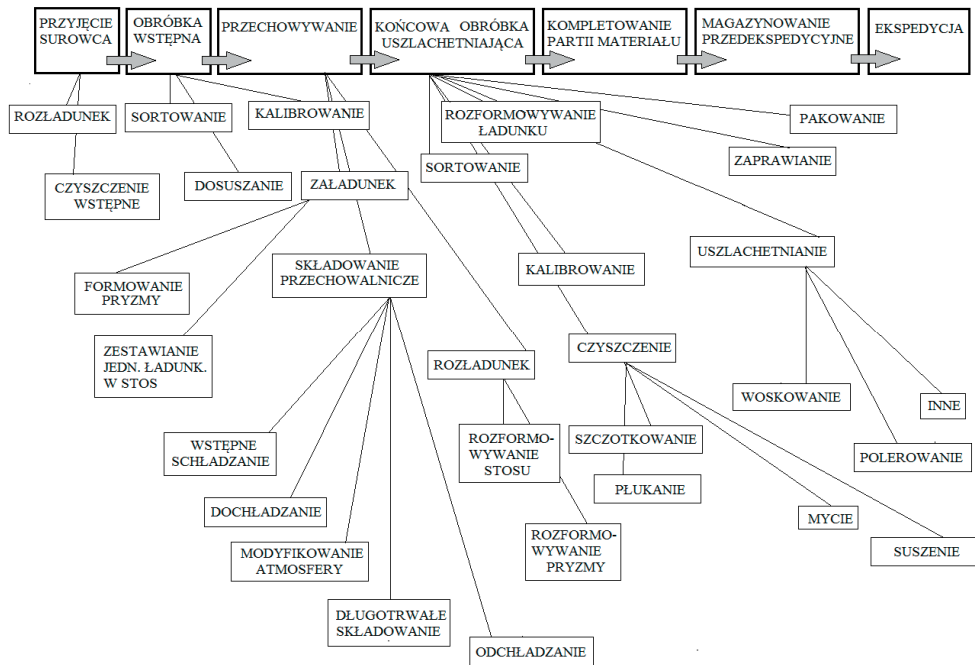 PRZYJĘCIE
SUROWCA
OBRÓBKA
WSTĘPNA
PRZECHOWYWANIE
KOŃCOWA OBRÓBKA
USZLACHETNIAJĄCA
KOMPLETOWANIE
PARTII MATERIAŁU
MAGAZYNOWANIE
PRZEDEKSPEDYCYJNE
EKSPEDYCJA
ROZŁADUNEK
SORTOWANIE
KALIBROWANIE
ROZFORMOWYWANIE
ŁADUNKU
PAKOWANIE
SORTOWANIE
ZAPRAWIANIE
CZYSZCZENIE
WSTĘPNE
DOSUSZANIE
ZAŁADUNEK
USZLACHETNIANIE
FORMOWANIE
PRYZMY
SKŁADOWANIE
PRZECHOWALNICZE
KALIBROWANIE
ZESTAWIANIE
JEDN. ŁADUNK.
W STOS
ROZŁADUNEK
CZYSZCZENIE
WOSKOWANIE
INNE
WSTĘPNE
SCHŁADZANIE
ROZFORMO-
WYWANIE
STOSU
SZCZOTKOWANIE
POLEROWANIE
PŁUKANIE
DOCHŁADZANIE
MYCIE
MODYFIKOWANIE
ATMOSFERY
ROZFORMO-
WYWANIE
PRYZMY
SUSZENIE
DŁUGOTRWAŁE
SKŁADOWANIE
ODCHŁADZANIE